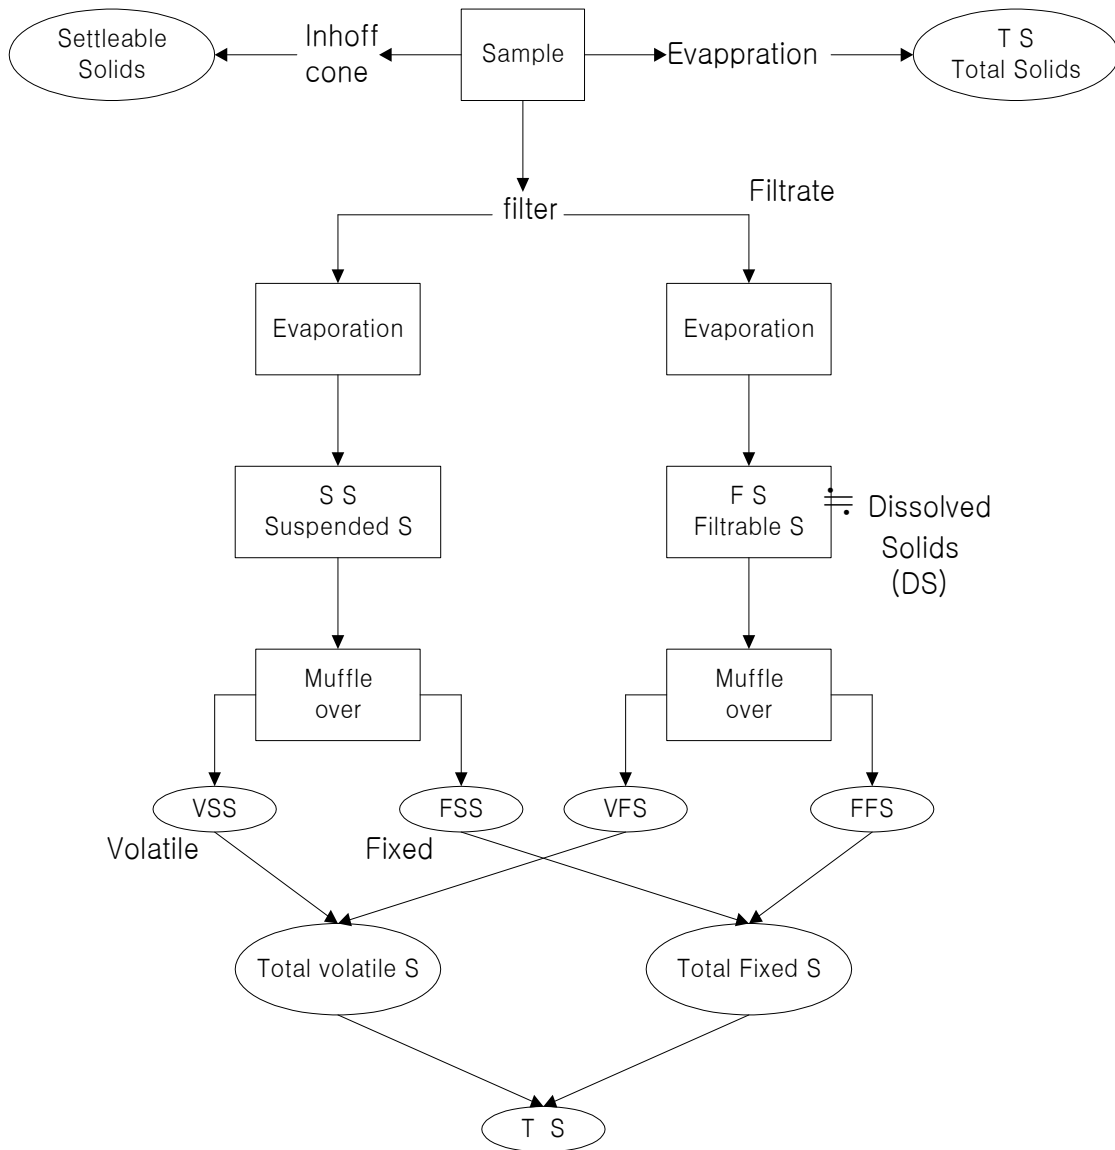 Settleable
Solids
Inhoff
cone
Sample
Evappration
T S
Total Solids
filter
Filtrate
Evaporation
Evaporation
S S
Suspended S
F S
Filtrable S
≒ Dissolved
Solids
(DS)
Muffle
over
Muffle
over
VSS
FSS
VFS
FFS
Volatile
Fixed
Total volatile S
Total Fixed S
T S